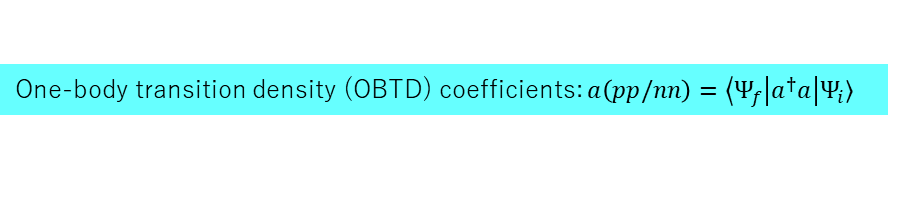 One-body transition density (OBTD) coefficients: a(pp/nn) = ⟨Ψ_f|a†a|Ψ_i⟩